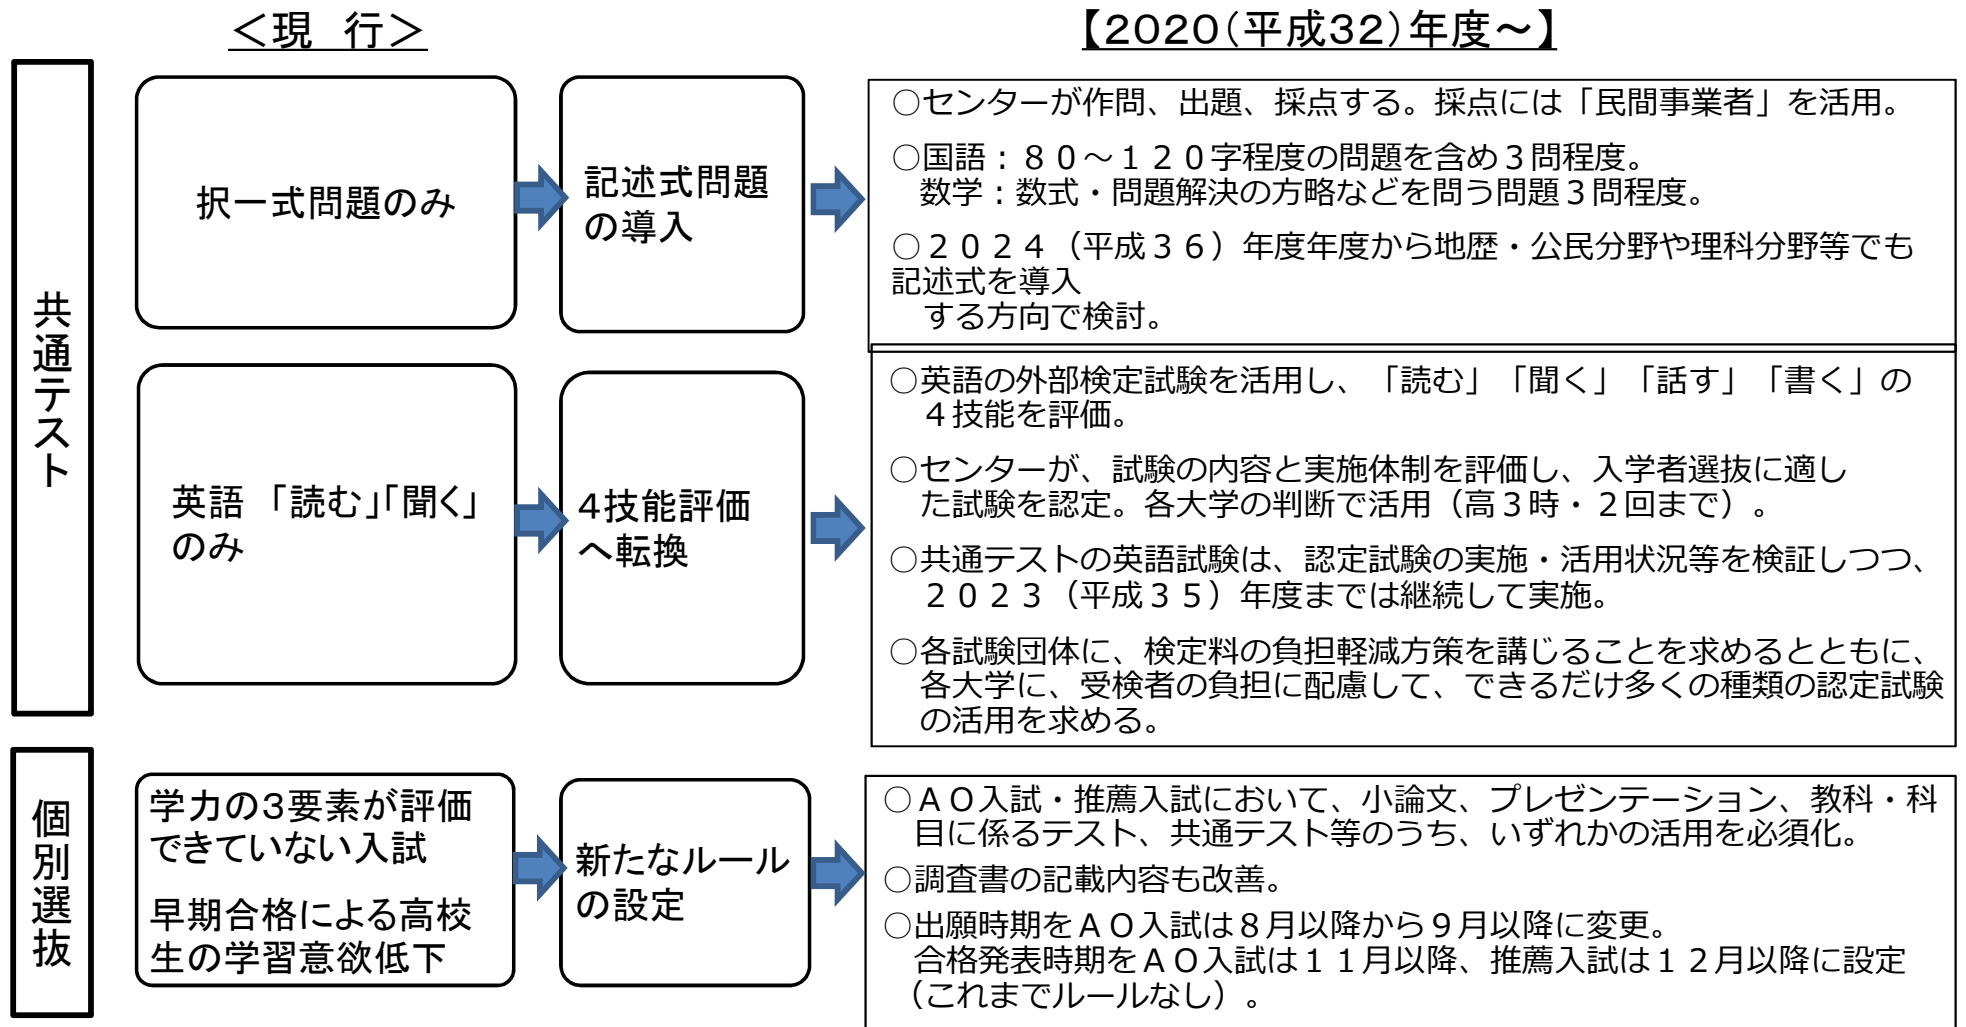 ＜現　行＞
【２０２０（平成３２）年度～】
共通テスト
択一式問題のみ
記述式問題
の導入
○センターが作問、出題、採点する。採点には「民間事業者」を活用。
○国語：８０～１２０字程度の問題を含め３問程度。
数学：数式・問題解決の方略などを問う問題３問程度。
○２０２４（平成３６）年度年度から地歴・公民分野や理科分野等でも
記述式を導入
する方向で検討。
英語 「読む」「聞く」
のみ
４技能評価
へ転換
○英語の外部検定試験を活用し、「読む」「聞く」「話す」「書く」の
４技能を評価。
○センターが、試験の内容と実施体制を評価し、入学者選抜に適し
た試験を認定。各大学の判断で活用（高３時・２回まで）。
○共通テストの英語試験は、認定試験の実施・活用状況等を検証しつつ、
２０２３（平成３５）年度までは継続して実施。
○各試験団体に、検定料の負担軽減方策を講じることを求めるとともに、
各大学に、受検者の負担に配慮して、できるだけ多くの種類の認定試験
の活用を求める。
個別選抜
学力の３要素が評価
できていない入試
早期合格による高校
生の学習意欲低下
新たなルール
の設定
○ＡＯ入試・推薦入試において、小論文、プレゼンテーション、教科・科
目に係るテスト、共通テスト等のうち、いずれかの活用を必須化。
○調査書の記載内容も改善。
○出願時期をＡＯ入試は８月以降から９月以降に変更。
合格発表時期をＡＯ入試は１１月以降、推薦入試は１２月以降に設定
（これまでルールなし）。